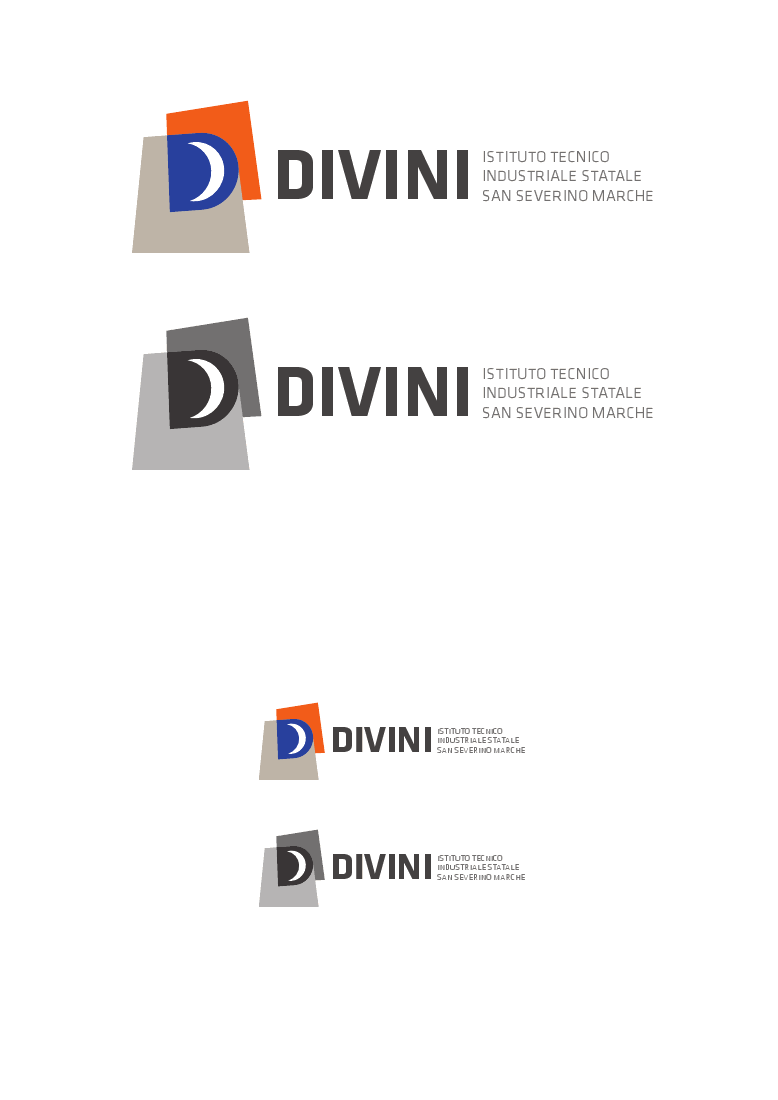 DIVINI
ISTITUTO TECNICO
INDUSTRIALE STATALE
SAN SEVERINO MARCHE
DIVINI
ISTITUTO TECNICO
INDUSTRIALE STATALE
SAN SEVERINO MARCHE
DIVINI
ISTITUTO TECNICO
INDUSTRIALE STATALE
SAN SEVERINO MARCHE
DIVINI
ISTITUTO TECNICO
INDUSTRIALE STATALE
SAN SEVERINO MARCHE